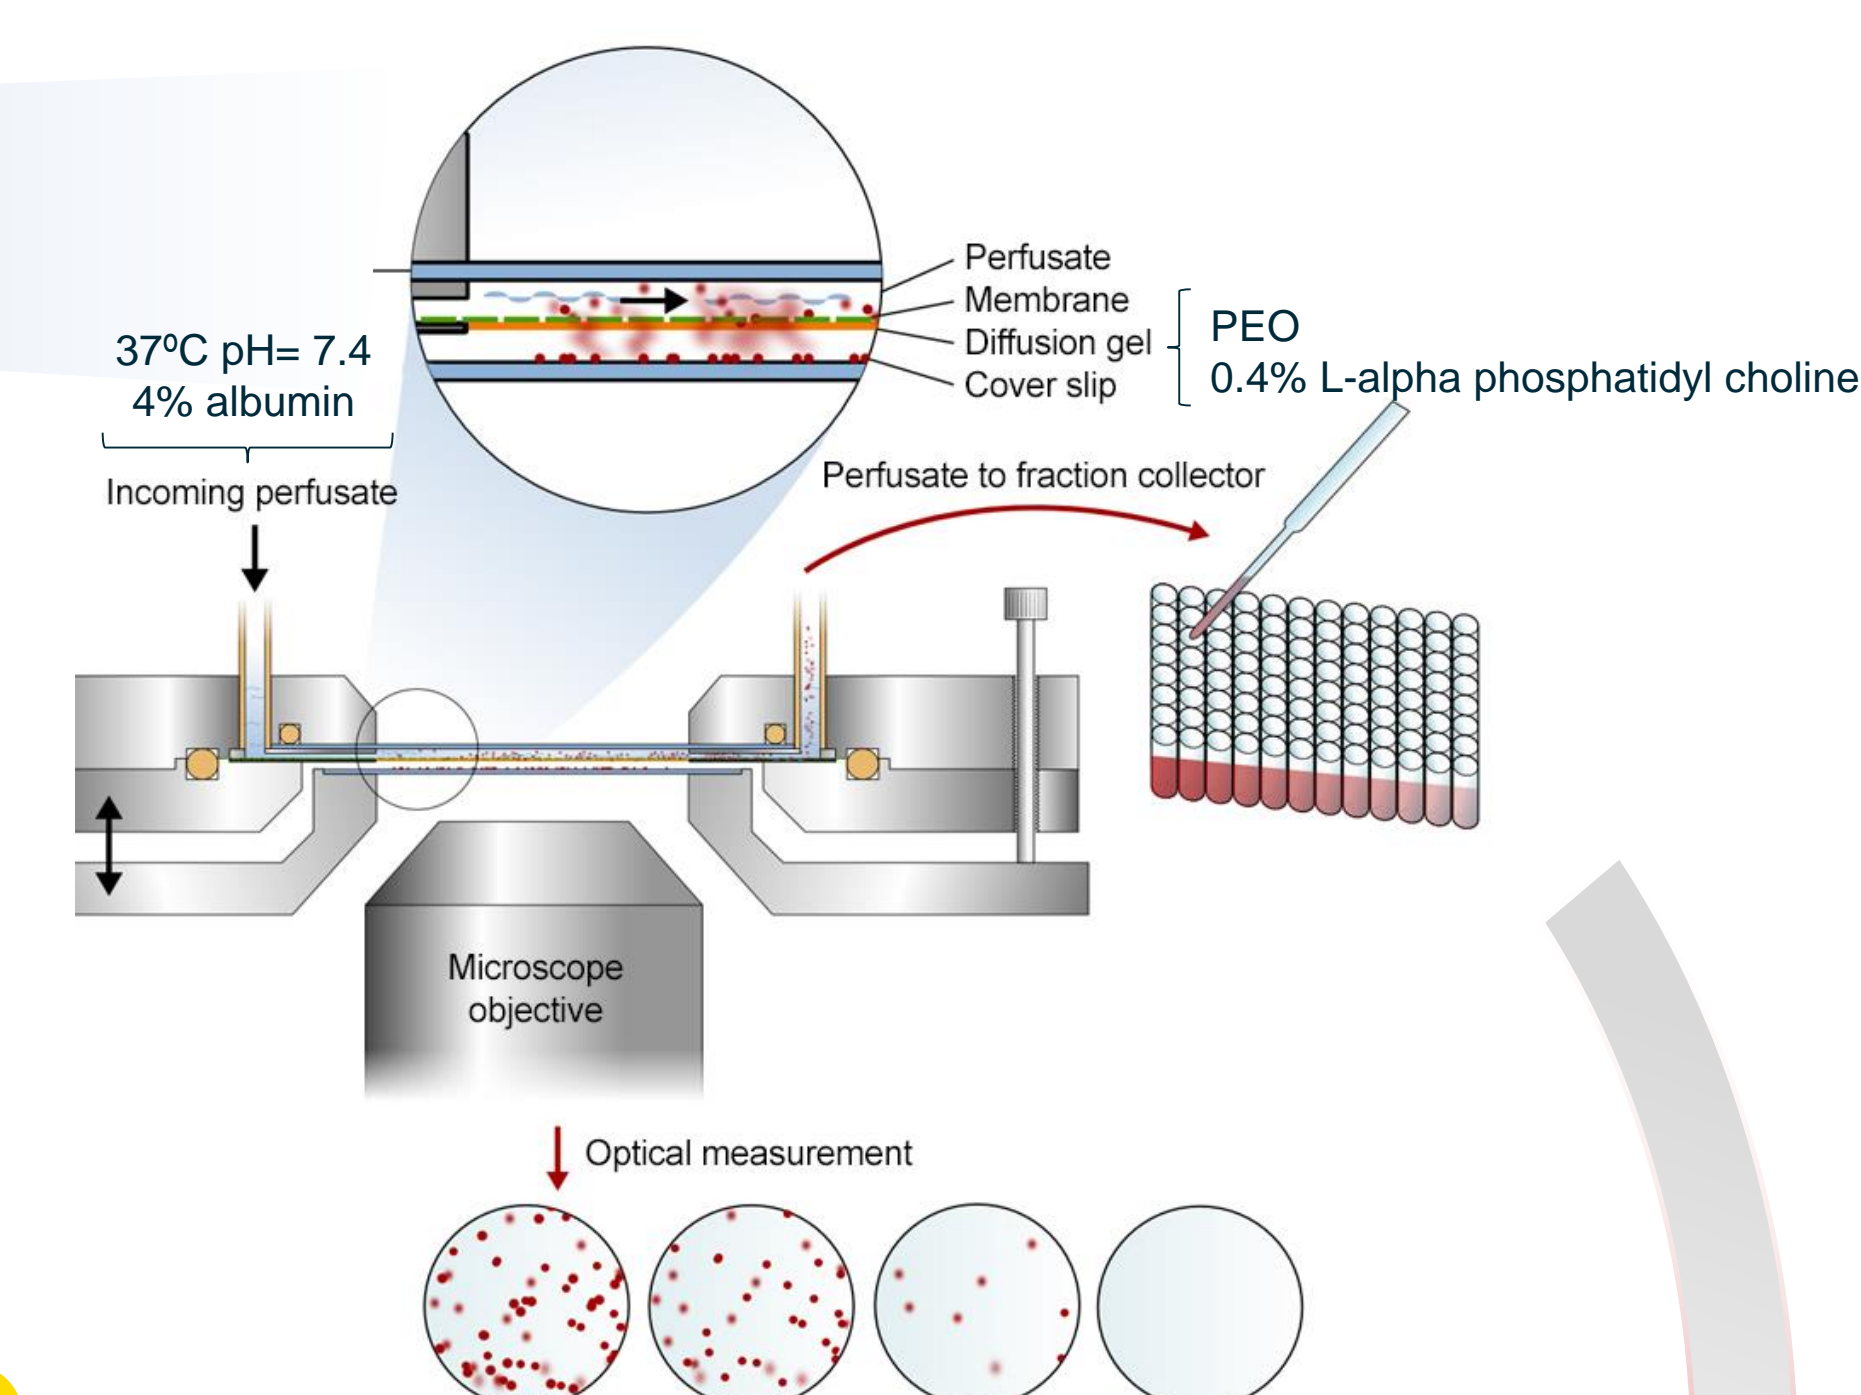 Perfusate
Membrane
Diffusion gel
Cover slip
PEO
0.4% L-alpha phosphatidyl choline
37ºC pH= 7.4
4% albumin
Incoming perfusate
Perfusate to fraction collector
Microscope
objective
Optical measurement